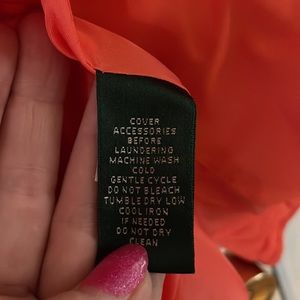 COVER
ACCESSORIES
BEFORE
LAUNDERING
MACHINE WASH
COLD
GENTLE CYCLE
DO NOT BLEACH
TUMBLE DRY LOW
COOL IRON
IF NEEDED
DO NOT DRY
CLEAN